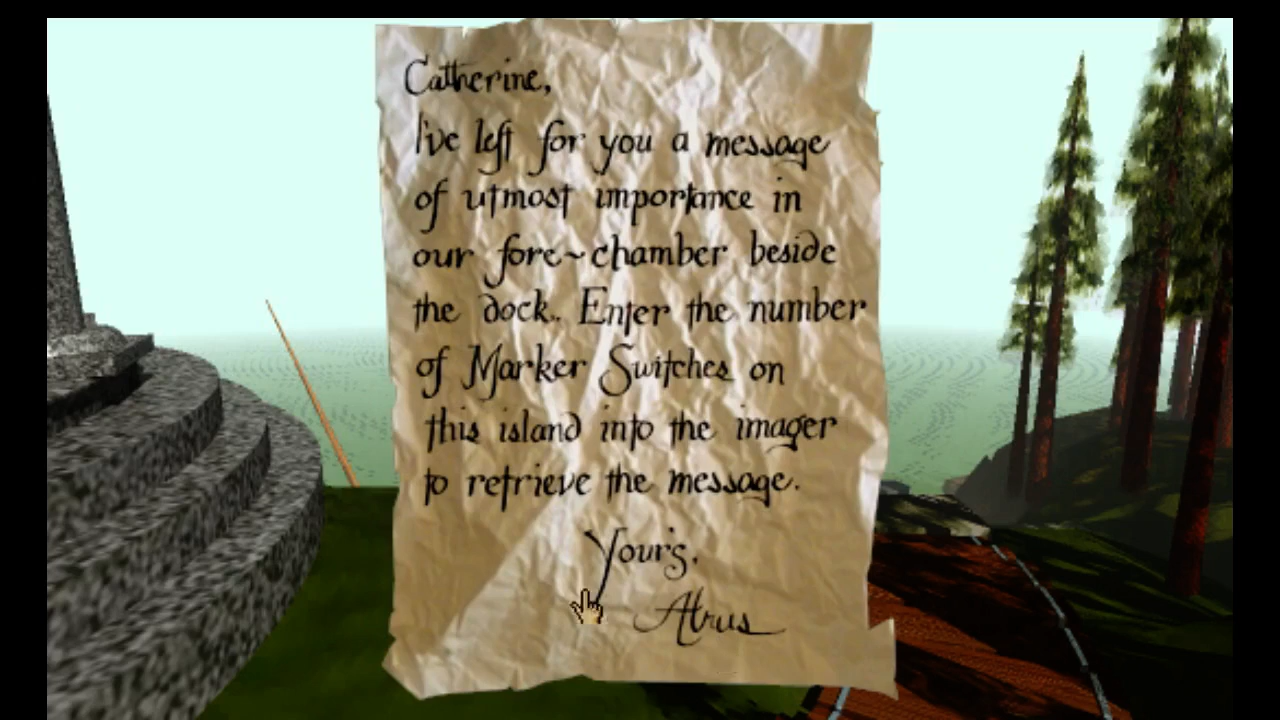 Catherine,
I've left for you a message
of utmost importance in
our fore~chamber beside
the dock. Enter the number
of Marker Switches on
this island into the imager
to retrieve the message.
Yours,
Atrus